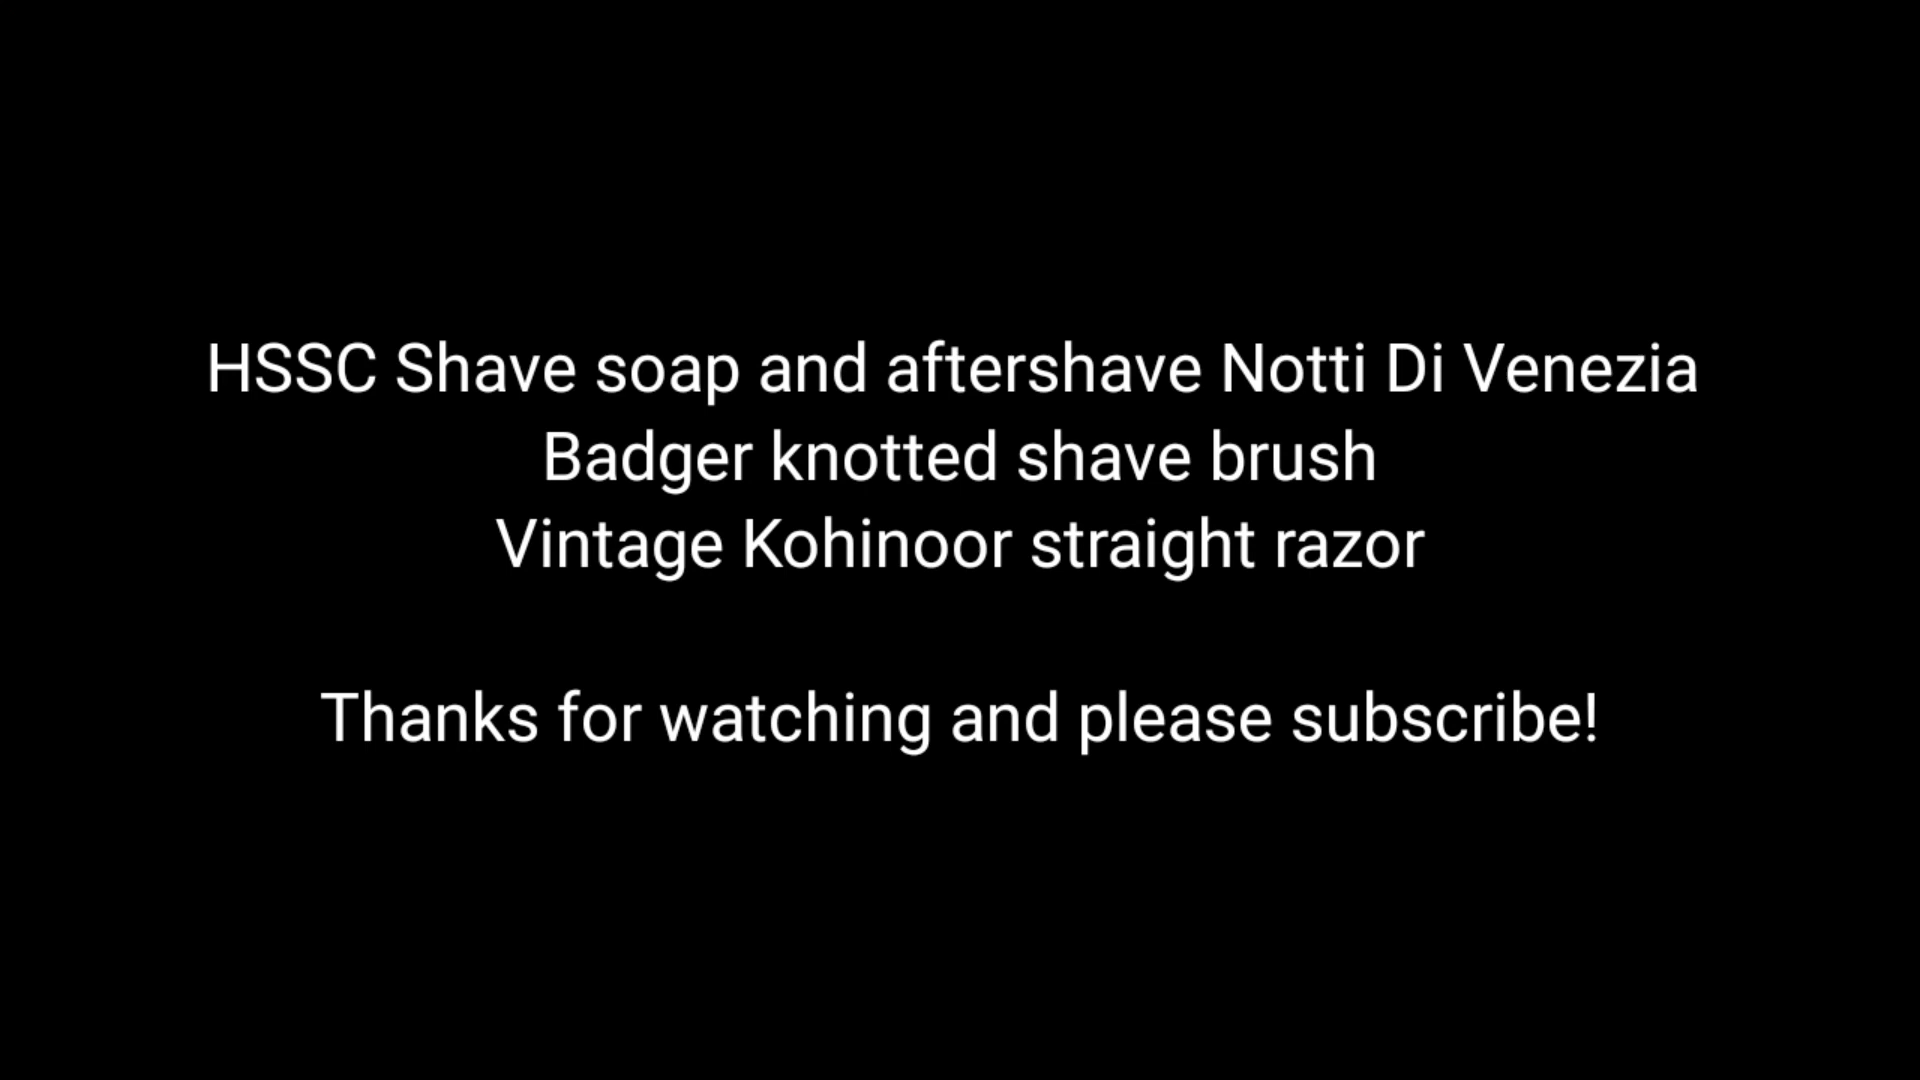 HSSC Shave soap and aftershave Notti Di Venezia
Badger knotted shave brush
Vintage Kohinoor straight razor
Thanks for watching and please subscribe!